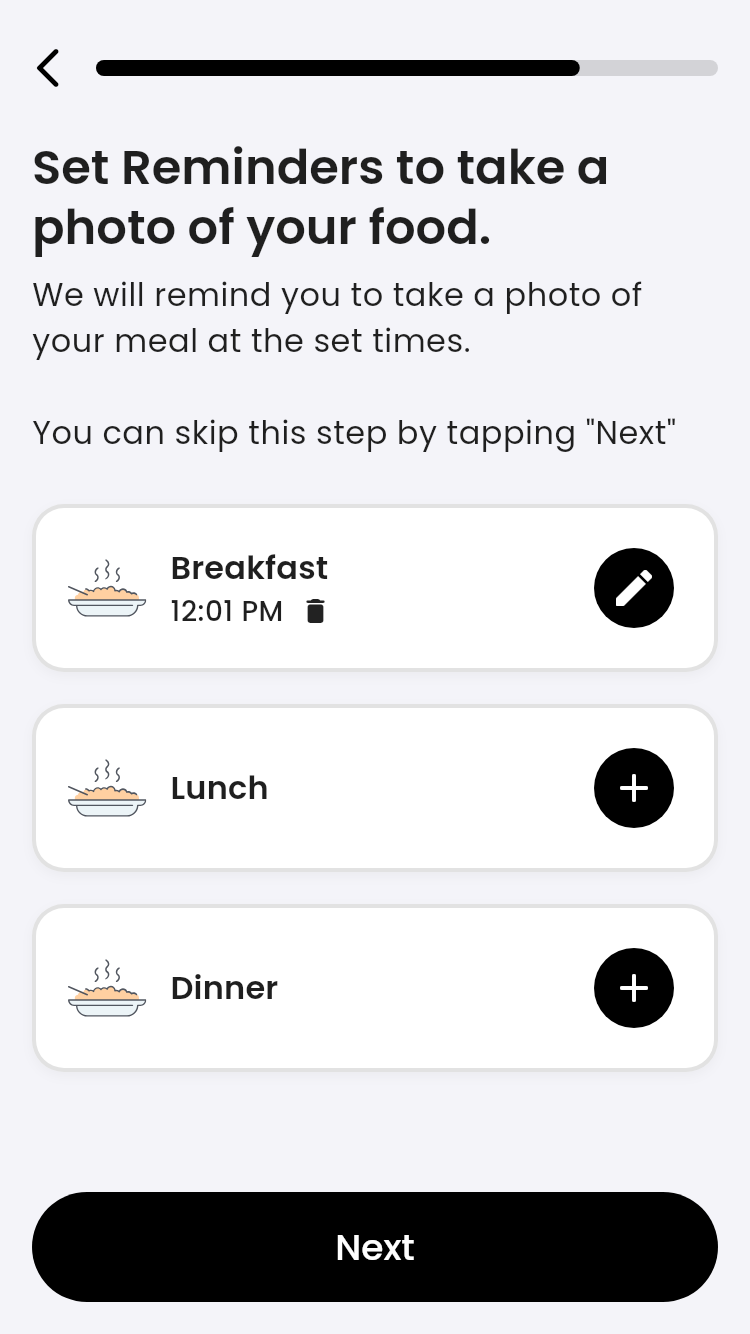 Set Reminders to take a
photo of your food.
We will remind you to take a photo of
your meal at the set times.
You can skip this step by tapping "Next"
Breakfast
12:01 PM
Lunch
Dinner
Next